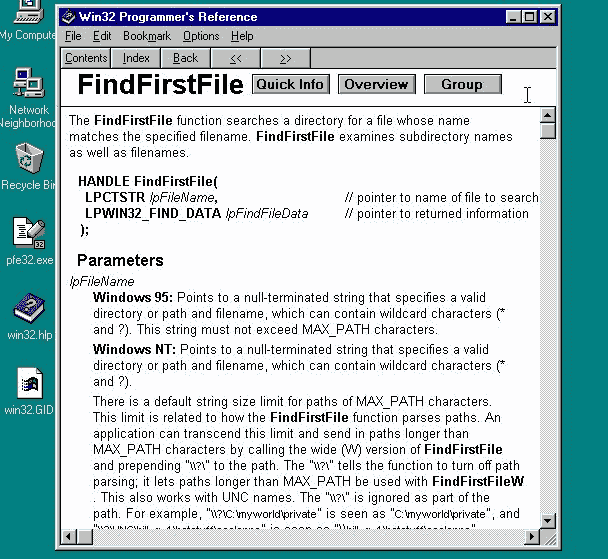 Win32 Programmer's Reference
File Edit Bookmark Options Help
Contents Index Back << >>
FindFirstFile Quick Info Overview Group
The FindFirstFile function searches a directory for a file whose name
matches the specified filename. FindFirstFile examines subdirectory names
as well as filenames.
HANDLE FindFirstFile(
LPCTSTR lpFileName, // pointer to name of file to search
LPWIN32_FIND_DATA lpFindFileData // pointer to returned information
);
Parameters
lpFileName
Windows 95: Points to a null-terminated string that specifies a valid
directory or path and filename, which can contain wildcard characters (*
and ?). This string must not exceed MAX_PATH characters.
Windows NT: Points to a null-terminated string that specifies a valid
directory or path and filename, which can contain wildcard characters (*
and ?).
There is a default string size limit for paths of MAX_PATH characters.
This limit is related to how the FindFirstFile function parses paths. An
application can transcend this limit and send in paths longer than
MAX_PATH characters by calling the wide (W) version of FindFirstFile
and prepending "\\?\" to the path. The "\\?\" tells the function to turn off path
parsing; it lets paths longer than MAX_PATH be used with FindFirstFileW
. This also works with UNC names. The "\\?\" is ignored as part of the
path. For example, "\\?\C:\myworld\private" is seen as "C:\myworld\private", and
My Compute
Network
Neighborhoo
Recycle Bin
pfe32.exe
win32.hlp
win32.GID